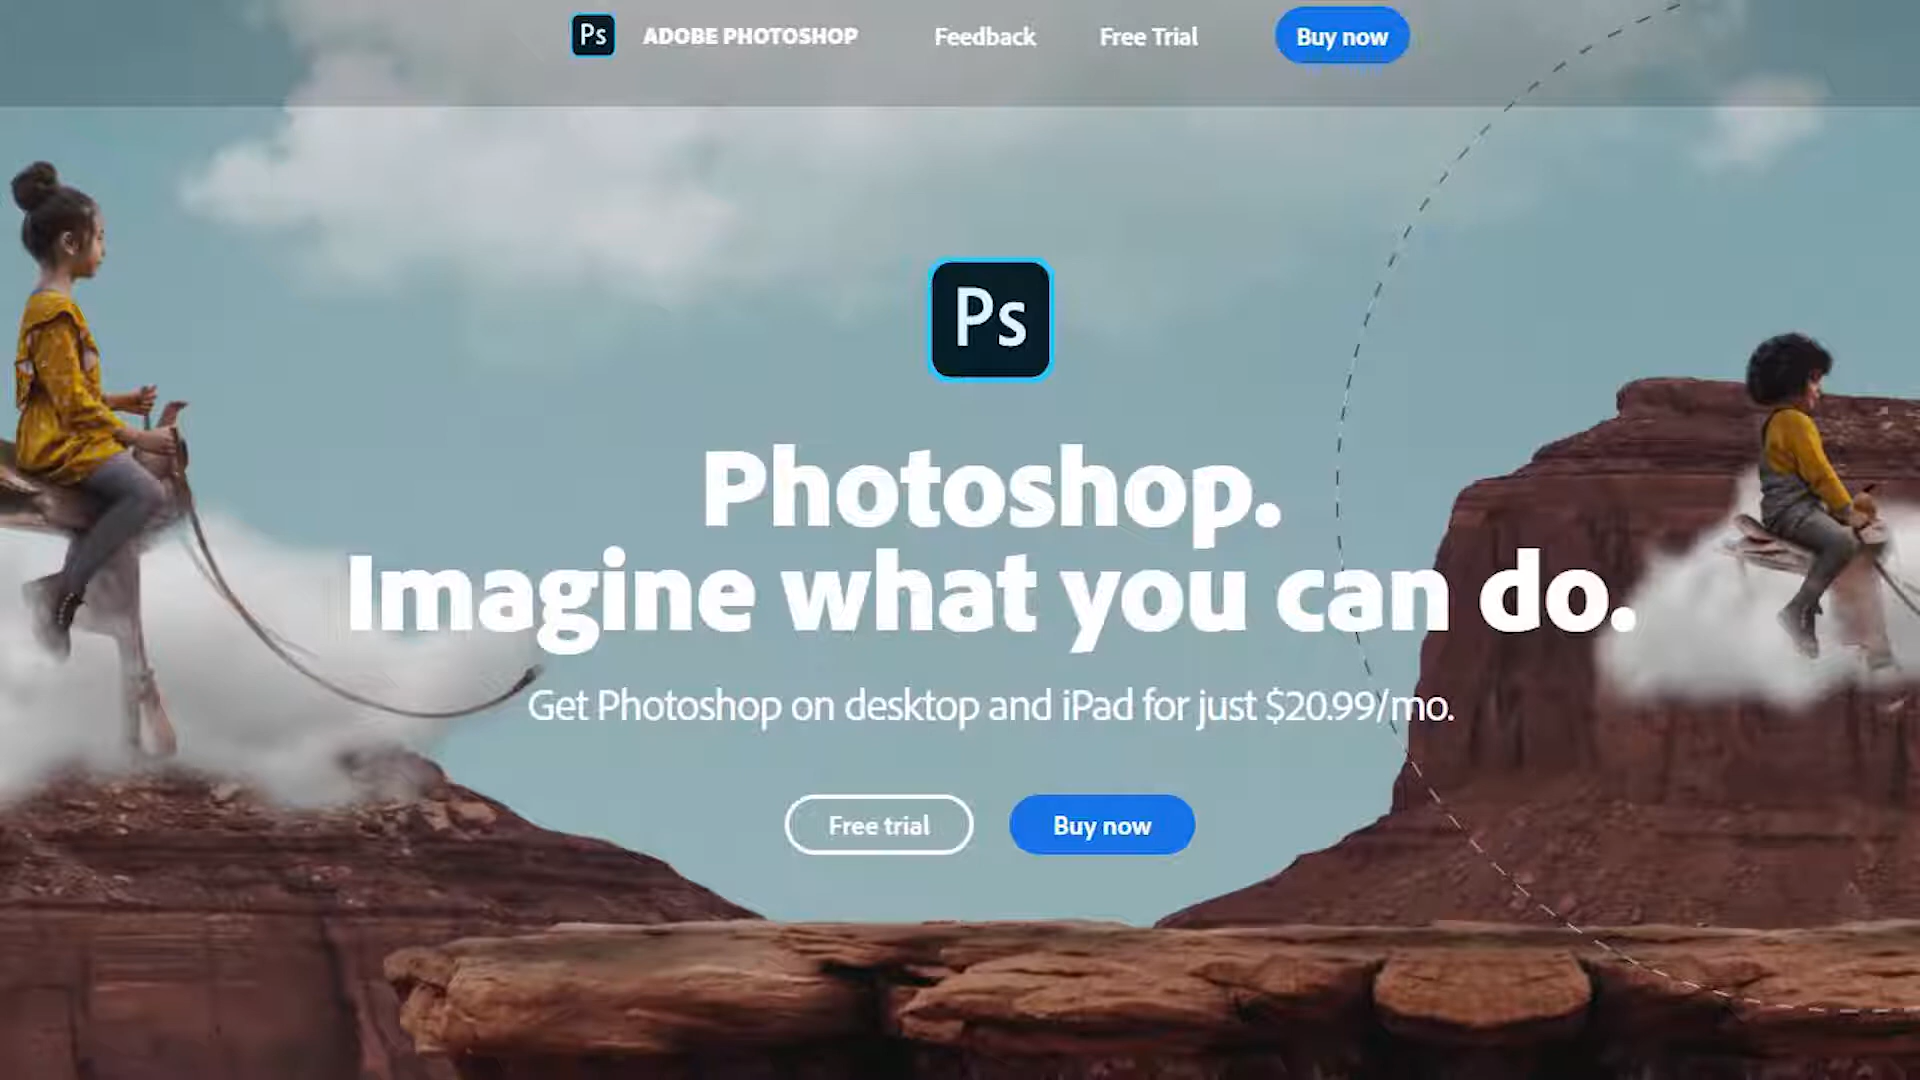 Ps ADOBE PHOTOSHOP Feedback Free Trial Buy now
Ps
Photoshop.
Imagine what you can do.
Get Photoshop on desktop and iPad for just $20.99/mo.
Free trial Buy now